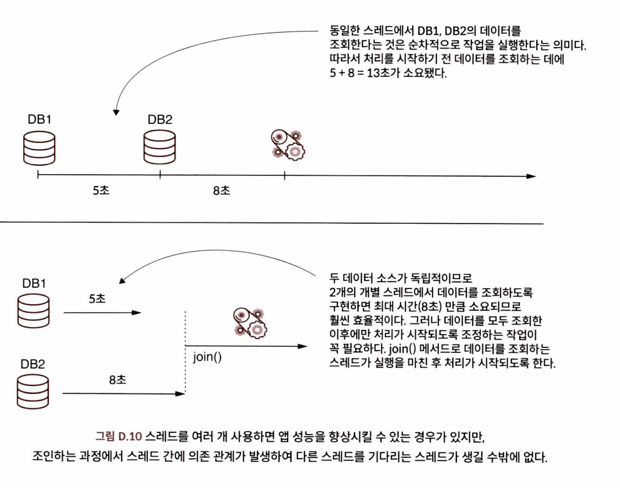 동일한 스레드에서 DB1, DB2의 데이터를
조회한다는 것은 순차적으로 작업을 실행한다는 의미다.
따라서 처리를 시작하기 전 데이터를 조회하는 데에
5 + 8 = 13초가 소요됐다.
DB1
DB2
5초
8초
두 데이터 소스가 독립적이므로
2개의 개별 스레드에서 데이터를 조회하도록
구현하면 최대 시간(8초) 만큼 소요되므로
훨씬 효율적이다. 그러나 데이터를 모두 조회한
이후에만 처리가 시작되도록 조정하는 작업이
꼭 필요하다. join() 메서드로 데이터를 조회하는
스레드가 실행을 마친 후 처리가 시작되도록 한다.
DB1
5초
join()
DB2
8초
그림 D.10 스레드를 여러 개 사용하면 앱 성능을 향상시킬 수 있는 경우가 있지만,
조인하는 과정에서 스레드 간에 의존 관계가 발생하여 다른 스레드를 기다리는 스레드가 생길 수밖에 없다.